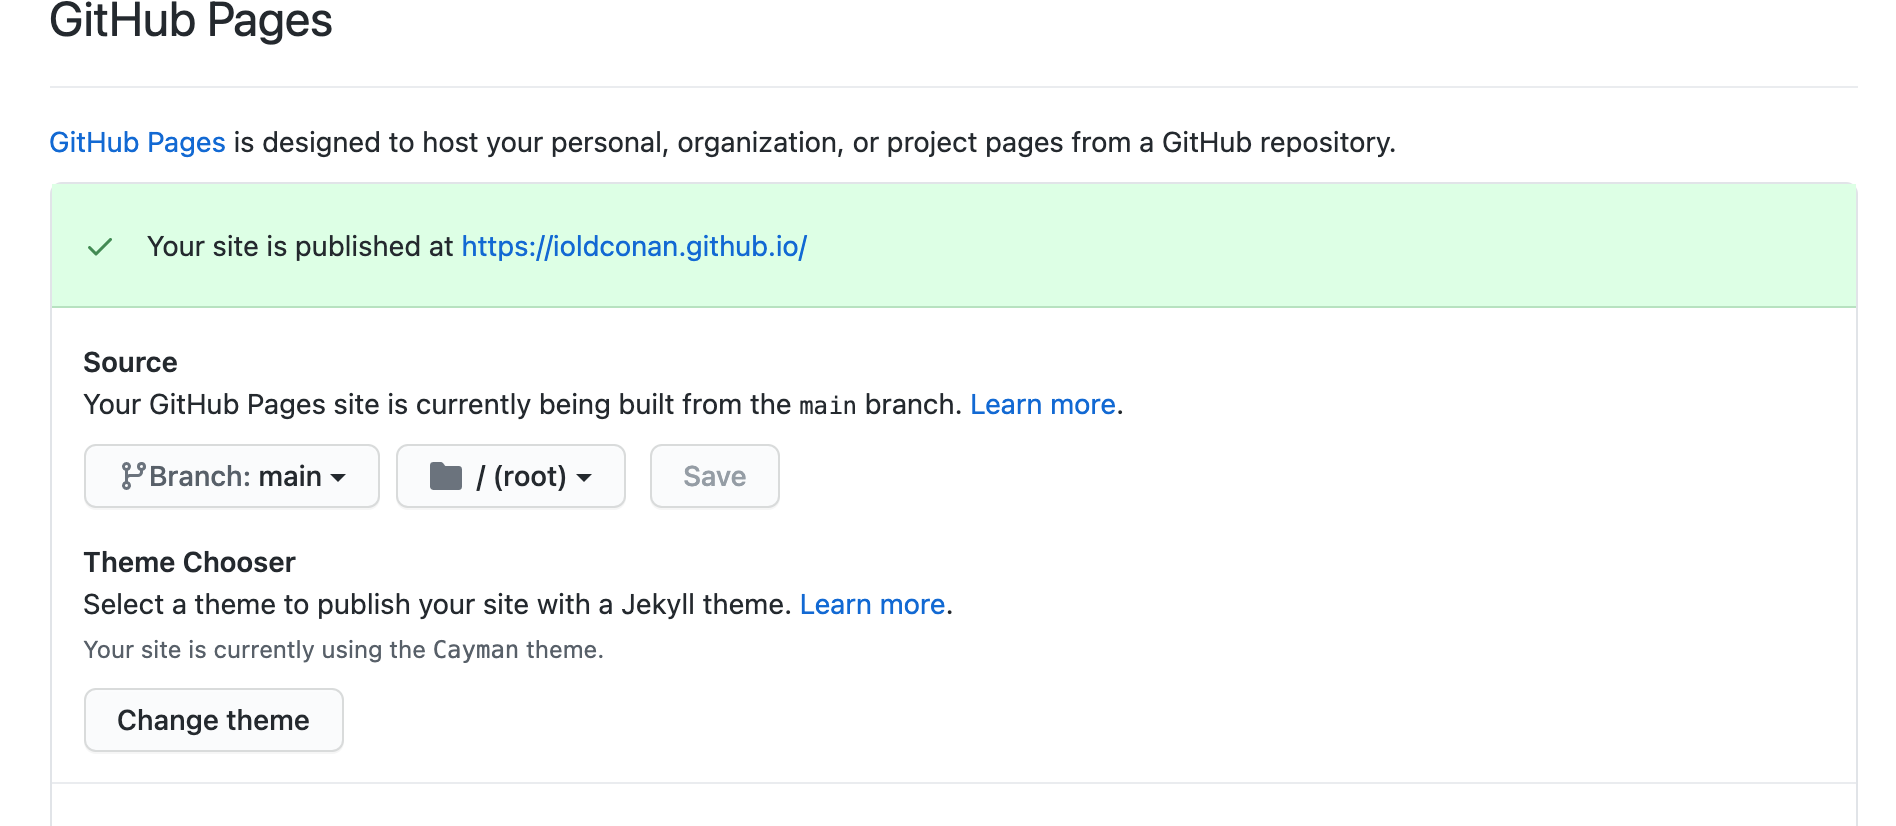 GitHub Pages
GitHub Pages is designed to host your personal, organization, or project pages from a GitHub repository.
Your site is published at https://ioldconan.github.io/
Source
Your GitHub Pages site is currently being built from the main branch. Learn more.
Branch: main / (root) Save
Theme Chooser
Select a theme to publish your site with a Jekyll theme. Learn more.
Your site is currently using the Cayman theme.
Change theme